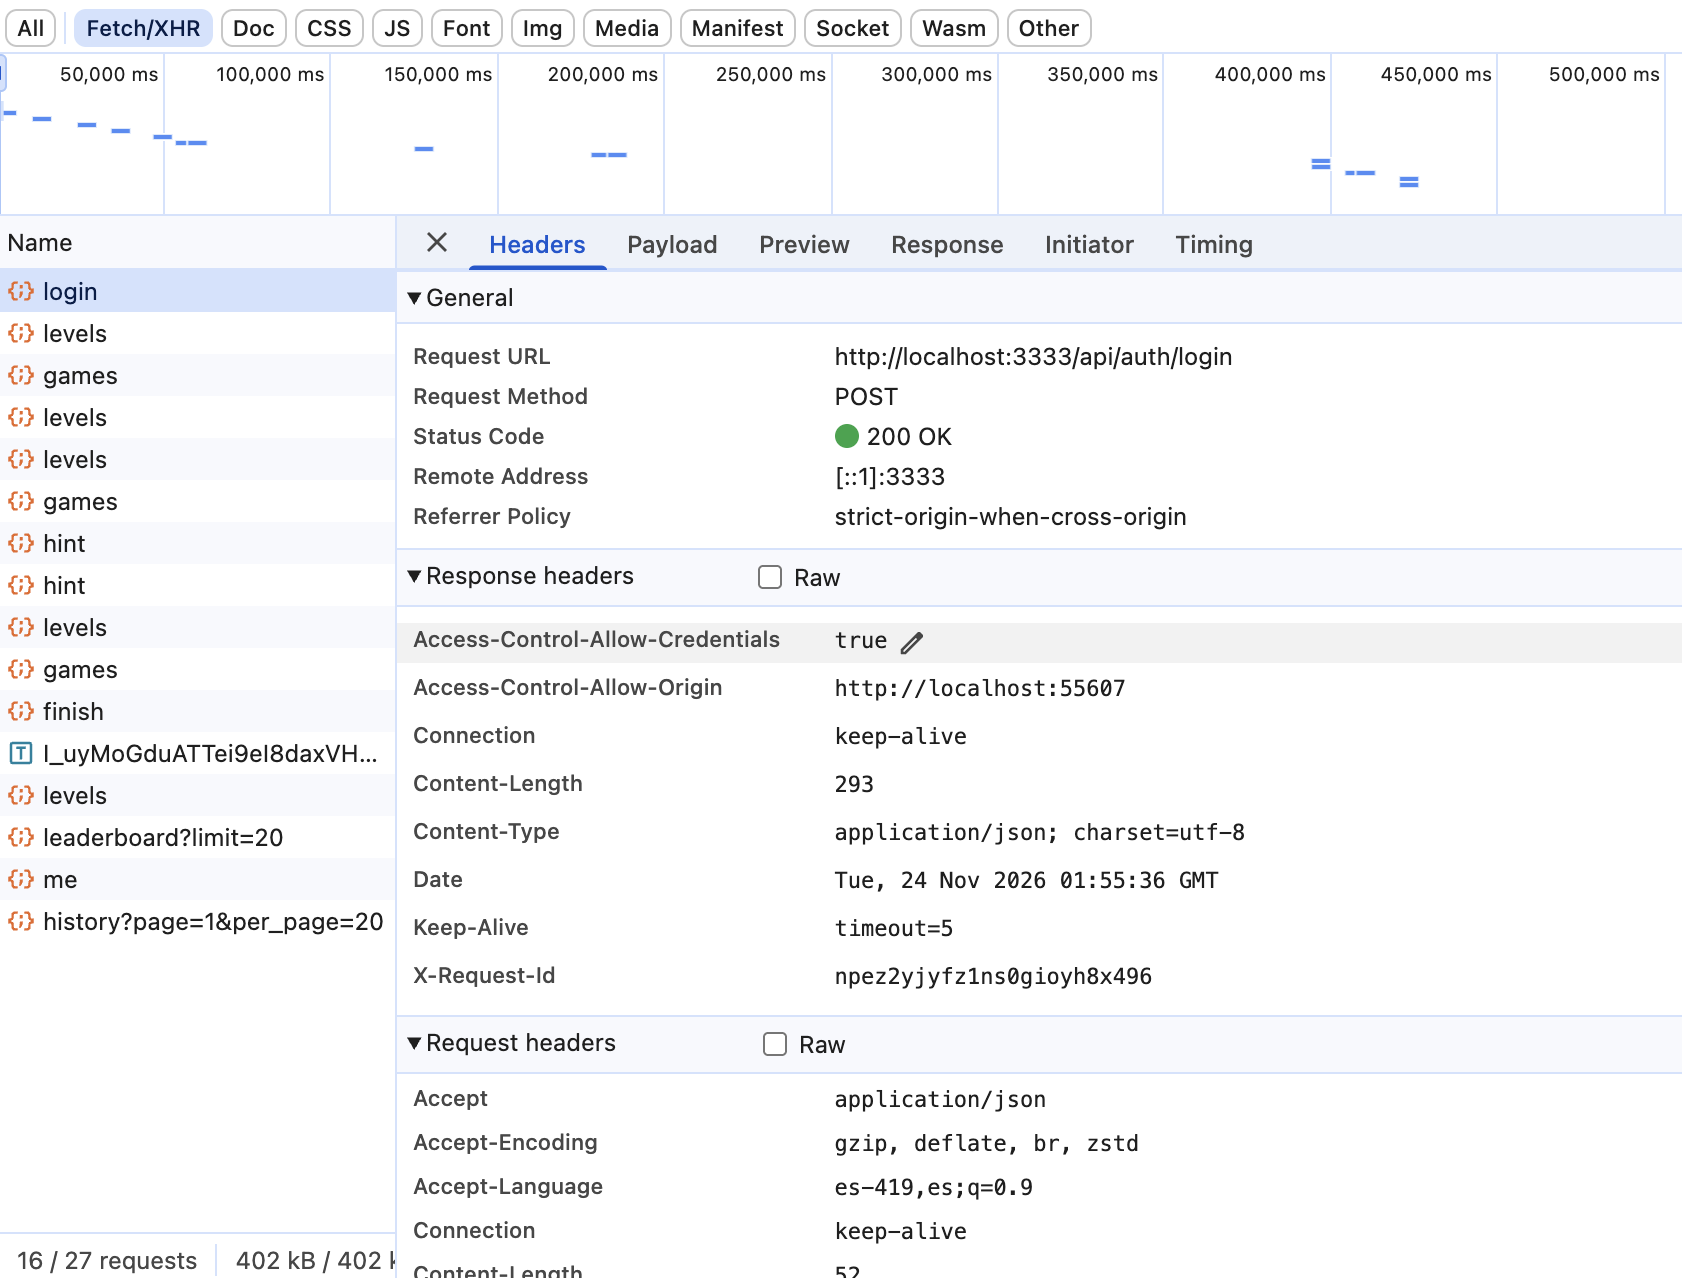 All Fetch/XHR Doc CSS JS Font Img Media Manifest Socket Wasm Other
50,000 ms 100,000 ms 150,000 ms 200,000 ms 250,000 ms 300,000 ms 350,000 ms 400,000 ms 450,000 ms 500,000 ms
Name
login
levels
games
levels
levels
games
hint
hint
levels
games
finish
I_uyMoGduATTei9eI8daxVH...
levels
leaderboard?limit=20
me
history?page=1&per_page=20
16 / 27 requests 402 kB / 402 k
Headers Payload Preview Response Initiator Timing
General
Request URL http://localhost:3333/api/auth/login
Request Method POST
Status Code 200 OK
Remote Address [::1]:3333
Referrer Policy strict-origin-when-cross-origin
Response headers Raw
Access-Control-Allow-Credentials true
Access-Control-Allow-Origin http://localhost:55607
Connection keep-alive
Content-Length 293
Content-Type application/json; charset=utf-8
Date Tue, 24 Nov 2026 01:55:36 GMT
Keep-Alive timeout=5
X-Request-Id npez2yjyfz1ns0gioyh8x496
Request headers Raw
Accept application/json
Accept-Encoding gzip, deflate, br, zstd
Accept-Language es-419,es;q=0.9
Connection keep-alive
Content-Length 52